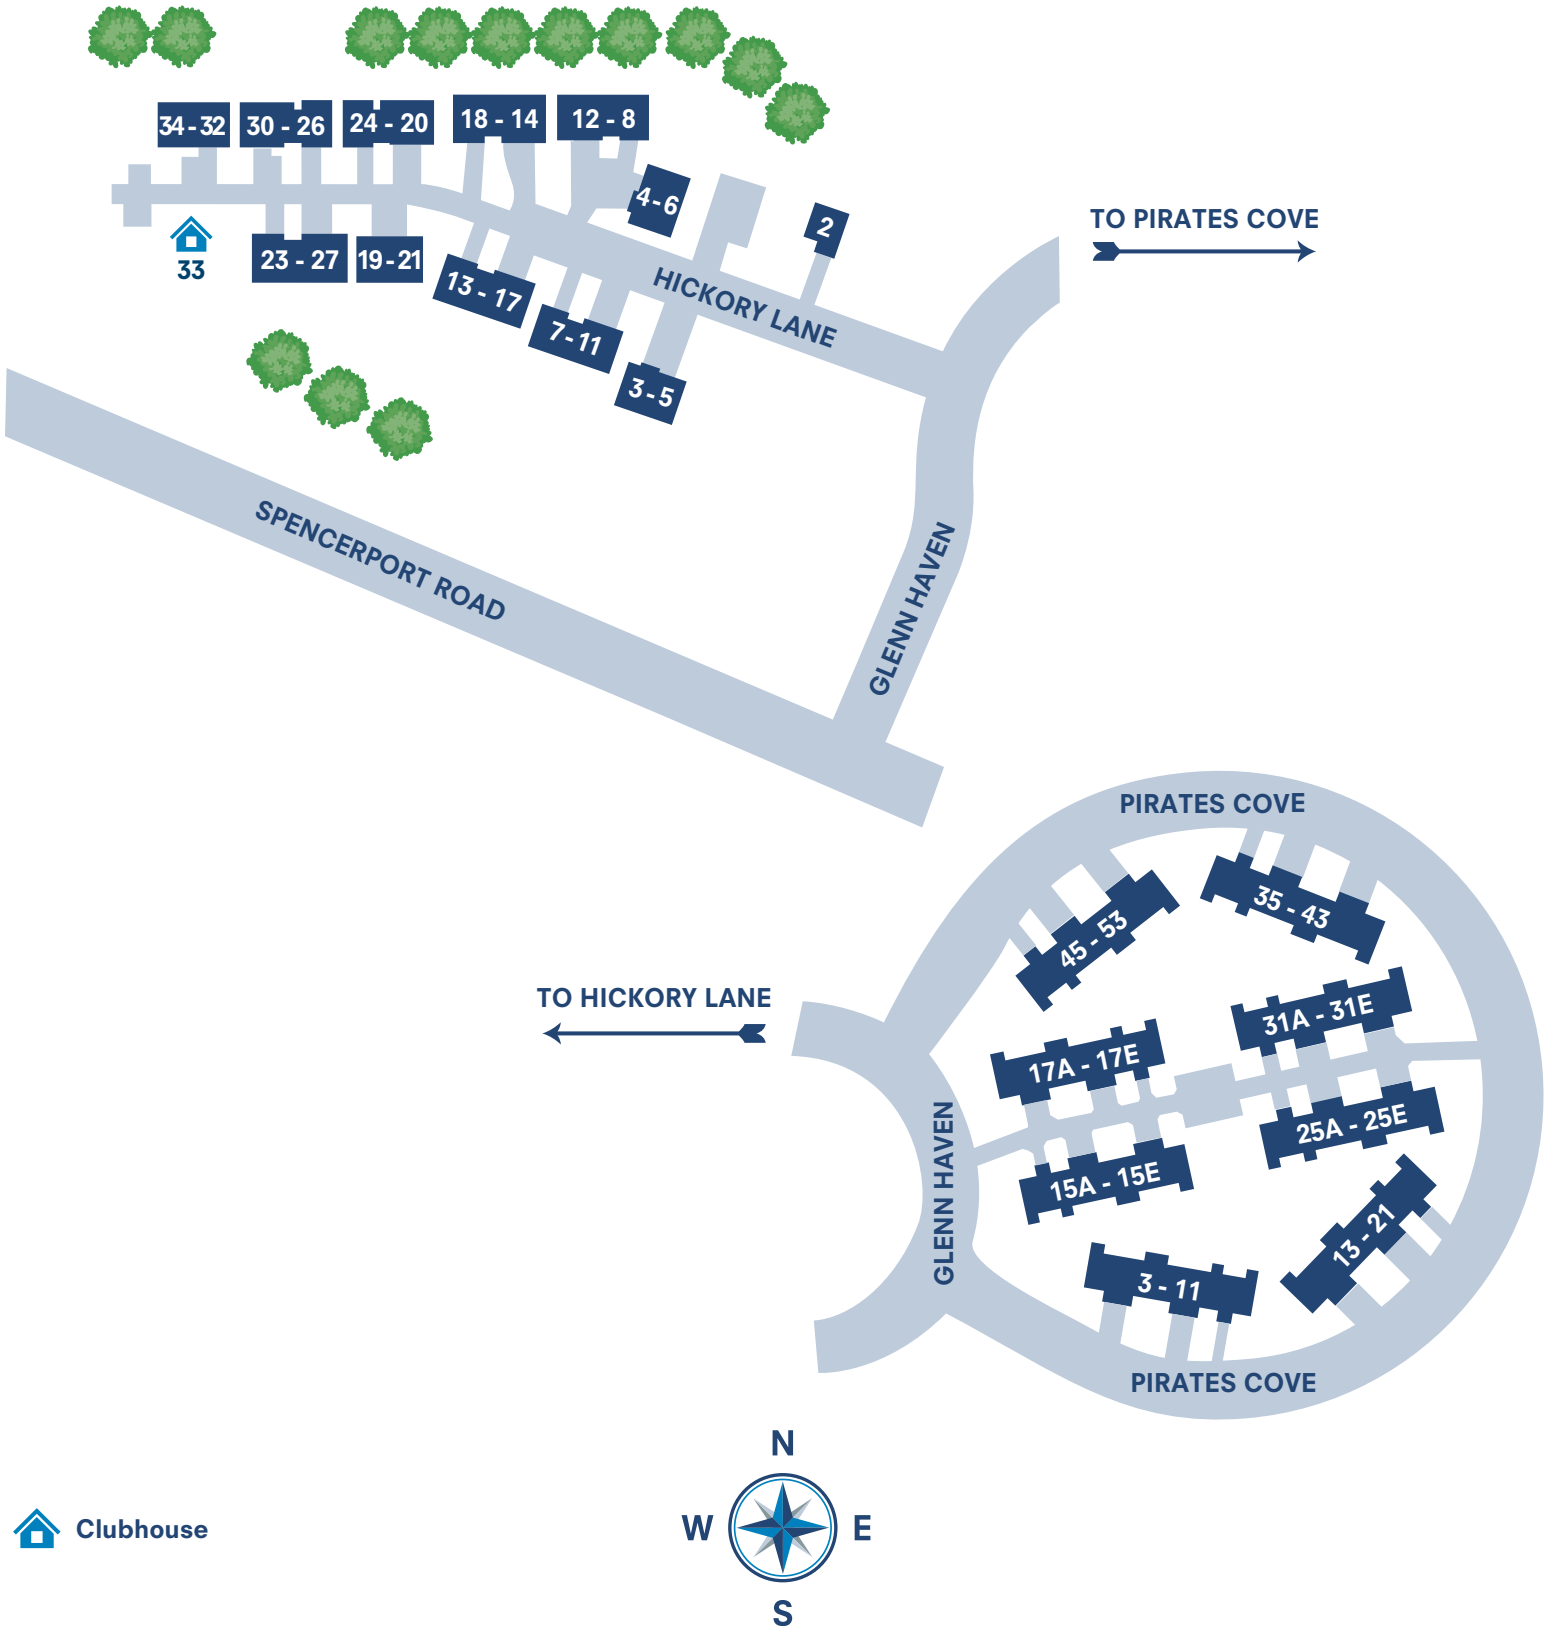 34-32
30 - 26
24 - 20
18 - 14
12 - 8
4-6
2
TO PIRATES COVE
33
23 - 27
19-21
13 - 17
7-11
3-5
HICKORY LANE
SPENCERPORT ROAD
GLENN HAVEN
PIRATES COVE
45 - 53
35 - 43
TO HICKORY LANE
31A - 31E
17A - 17E
25A - 25E
15A - 15E
GLENN HAVEN
13 - 21
3 - 11
PIRATES COVE
N
W
E
S
Clubhouse